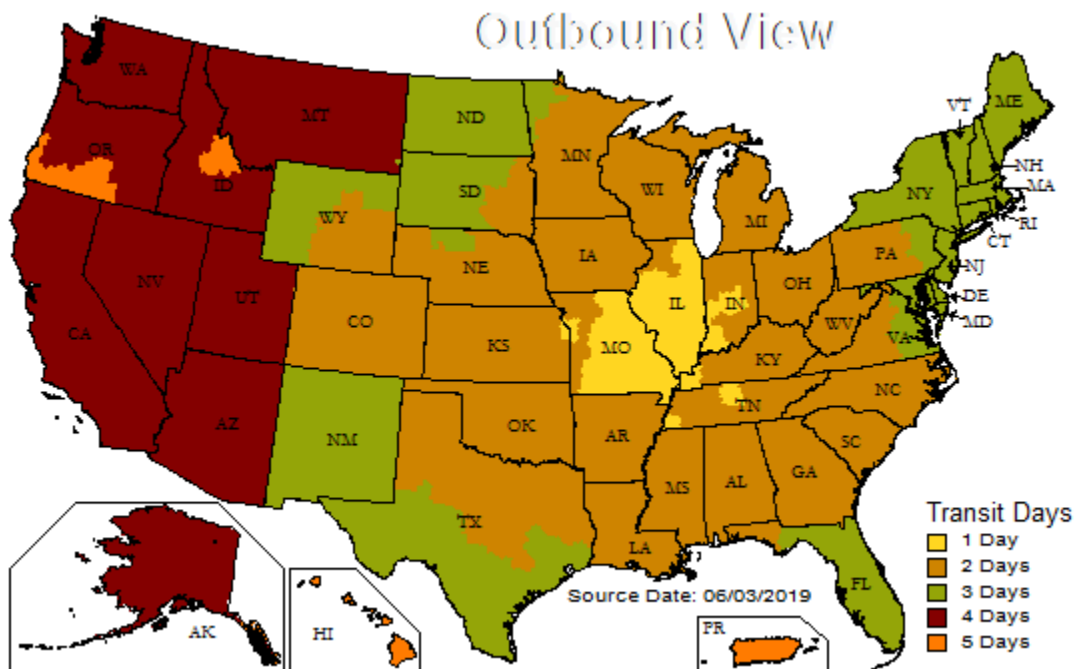 Outbound View
WA
MT
ND
MN
VT
ME
OR
ID
SD
WI
NY
NH
MA
WY
MI
RI
CT
IA
PA
NE
NJ
NV
UT
OH
DE
IL
IN
MD
CO
WV
CA
KS
MO
VA
KY
NC
TN
AZ
NM
OK
AR
SC
MS
AL
GA
TX
LA
FL
Transit Days
1 Day
2 Days
3 Days
4 Days
5 Days
Source Date: 06/03/2019
AK
HI
PR